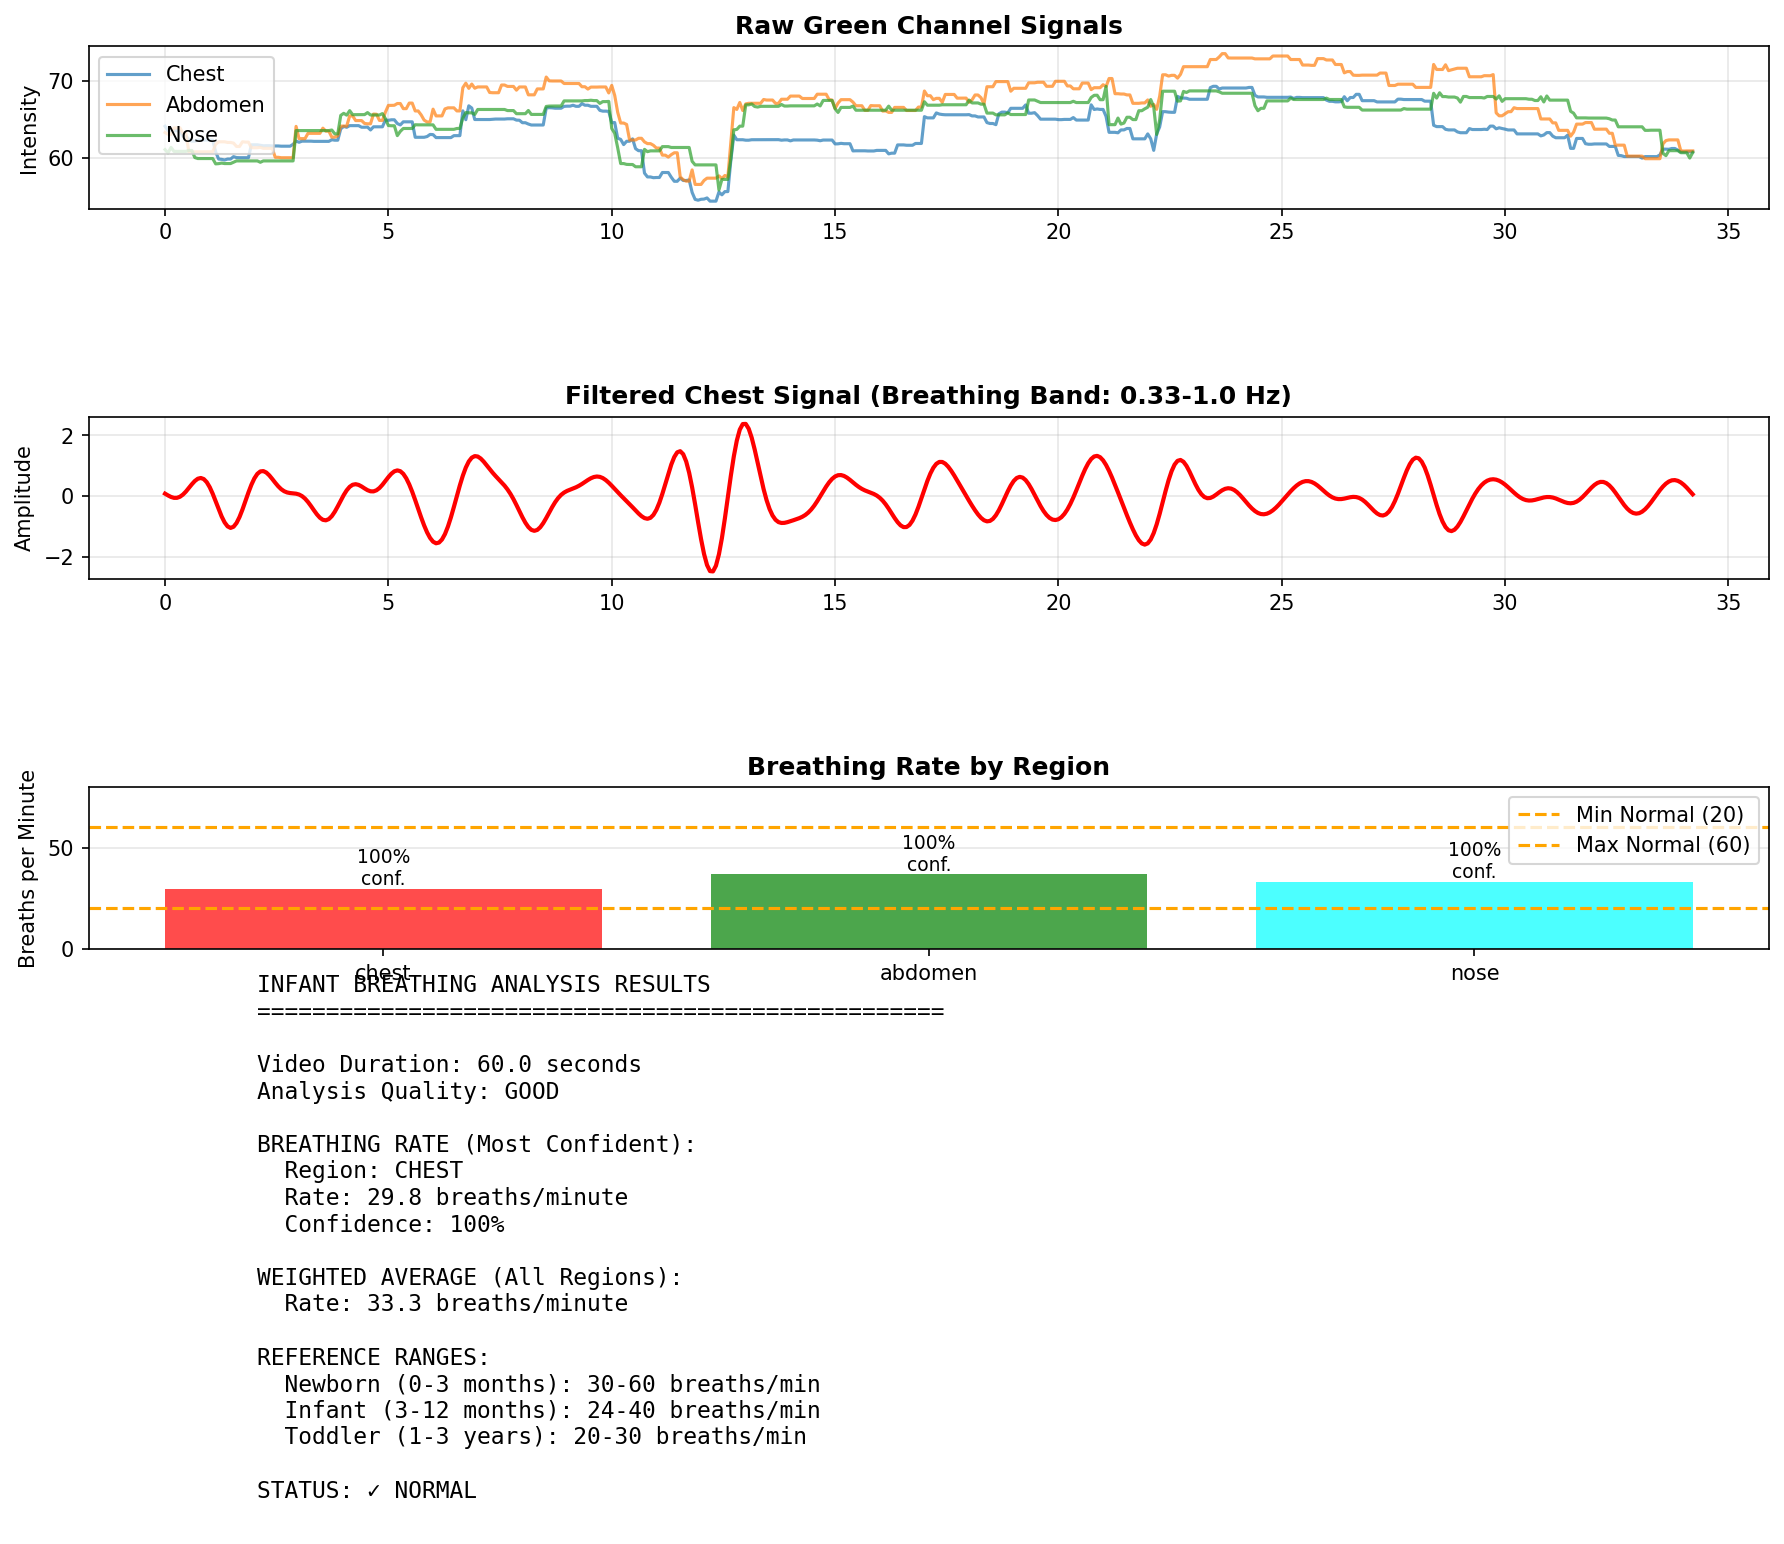 Raw Green Channel Signals
Intensity
70
60
Chest
Abdomen
Nose
0 5 10 15 20 25 30 35
Filtered Chest Signal (Breathing Band: 0.33-1.0 Hz)
Amplitude
2
0
−2
0 5 10 15 20 25 30 35
Breathing Rate by Region
Breaths per Minute
50
0
Min Normal (20)
Max Normal (60)
100%
conf.
100%
conf.
100%
conf.
chest abdomen nose
INFANT BREATHING ANALYSIS RESULTS
==================================================
Video Duration: 60.0 seconds
Analysis Quality: GOOD
BREATHING RATE (Most Confident):
Region: CHEST
Rate: 29.8 breaths/minute
Confidence: 100%
WEIGHTED AVERAGE (All Regions):
Rate: 33.3 breaths/minute
REFERENCE RANGES:
Newborn (0-3 months): 30-60 breaths/min
Infant (3-12 months): 24-40 breaths/min
Toddler (1-3 years): 20-30 breaths/min
STATUS: ✓ NORMAL